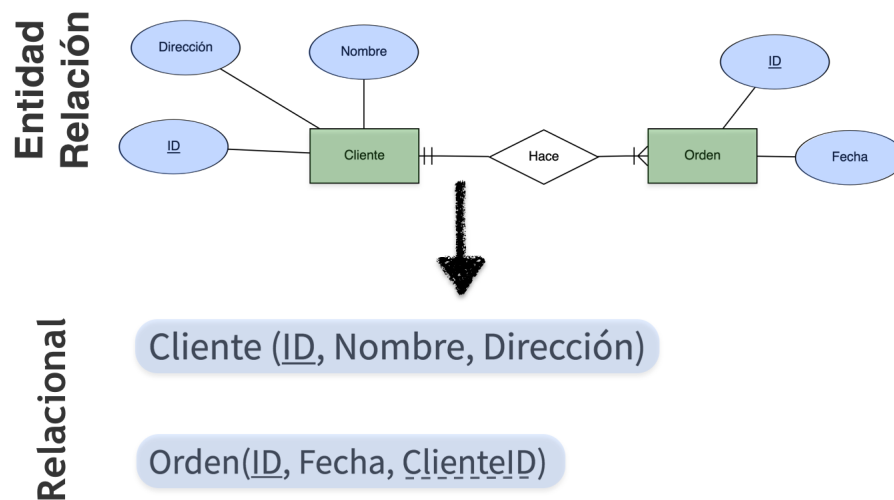 Entidad
Relación
Dirección
Nombre
ID
Cliente
Hace
Orden
ID
Fecha
Relacional
Cliente (ID, Nombre, Dirección)
Orden(ID, Fecha, ClienteID)